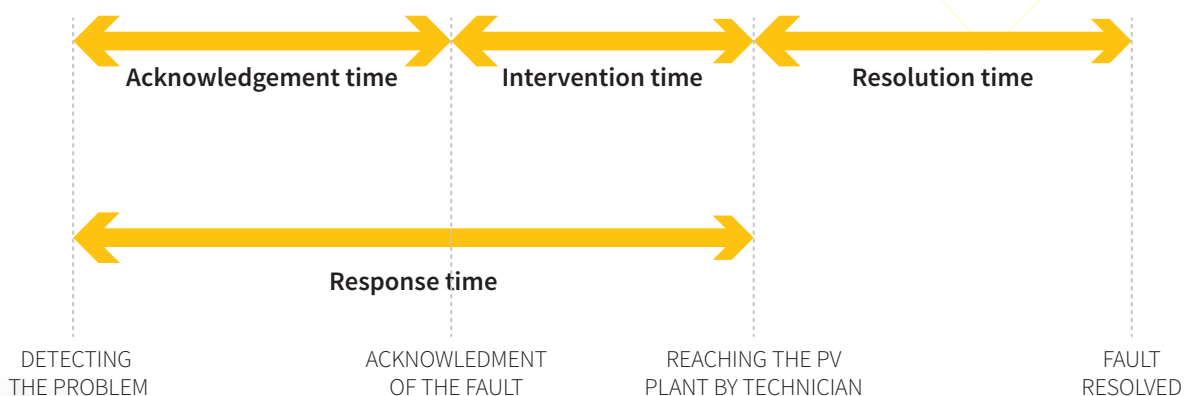 Acknowledgement time
Intervention time
Resolution time
Response time
DETECTING
THE PROBLEM
ACKNOWLEDMENT
OF THE FAULT
REACHING THE PV
PLANT BY TECHNICIAN
FAULT
RESOLVED